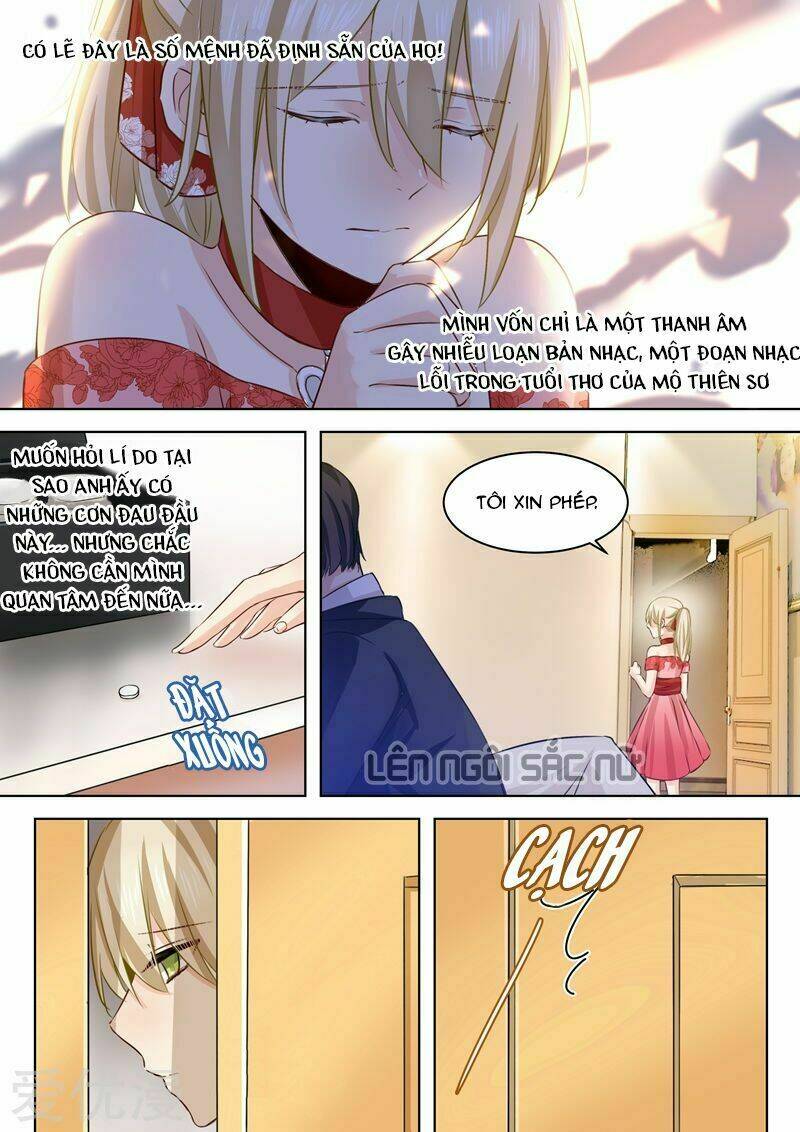 CÓ LẼ ĐÂY LÀ SỐ MỆNH ĐÃ ĐỊNH SẴN CỦA HỌ!
MÌNH VỐN CHỈ LÀ MỘT THANH ÂM
GÂY NHIỄU LOẠN BẢN NHẠC, MỘT ĐOẠN NHẠC
LỖI TRONG TUỔI THƠ CỦA MỘ THIÊN SƠ
MUỐN HỎI LÍ DO TẠI
SAO ANH ẤY CÓ
NHỮNG CƠN ĐAU ĐẦU
NÀY... NHƯNG CHẮC
KHÔNG CẦN MÌNH
QUAN TÂM ĐẾN NỮA...
ĐẶT
XUỐNG
TÔI XIN PHÉP.
LÊN NGÔI SẮC NỮ
CẠCH
爱优漫